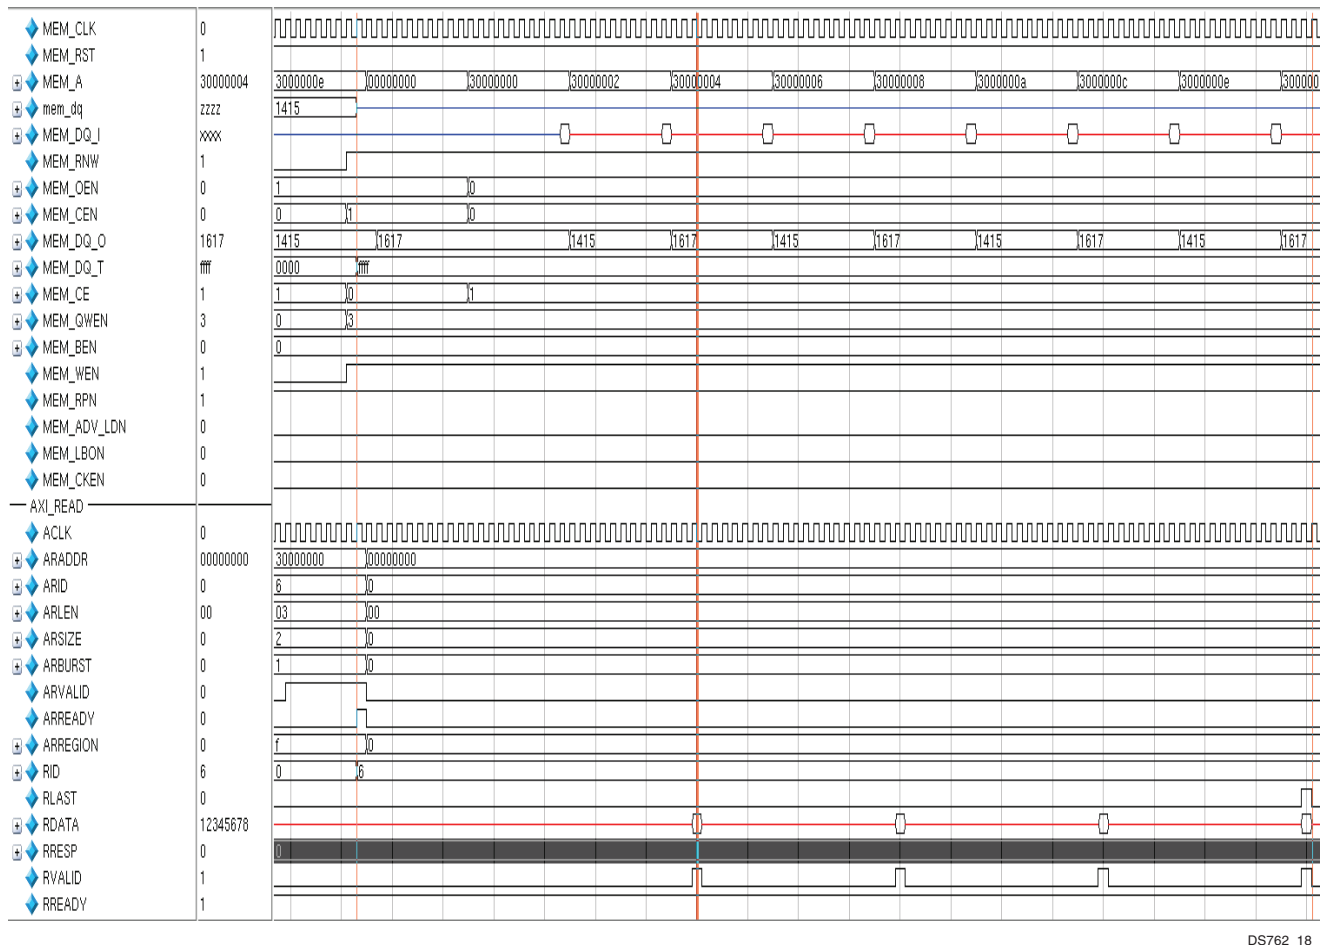 MEM_CLK 0
MEM_RST 1
MEM_A 30000004 3000000e 00000000 30000000 30000002 30000004 30000006 30000008 3000000a 3000000c 3000000e 300000
mem_dq zzzz 1415
MEM_DQ_I xxxx
MEM_RNW 1
MEM_OEN 0 1 0
MEM_CEN 0 0 1 0
MEM_DQ_O 1617 1415 1617 1415 1617 1415 1617 1415 1617 1415 1617
MEM_DQ_T ffff 0000 ffff
MEM_CE 1 1 0 1
MEM_QWEN 3 0 3
MEM_BEN 0 0
MEM_WEN 1
MEM_RPN 1
MEM_ADV_LDN 0
MEM_LBON 0
MEM_CKEN 0
AXI_READ
ACLK 0
ARADDR 00000000 30000000 00000000
ARID 0 6 0
ARLEN 00 03 00
ARSIZE 0 2 0
ARBURST 0 1 0
ARVALID 0
ARREADY 0
ARREGION 0 f 0
RID 6 0 6
RLAST 0
RDATA 12345678
RRESP 0 0
RVALID 1
RREADY 1
DS762_18